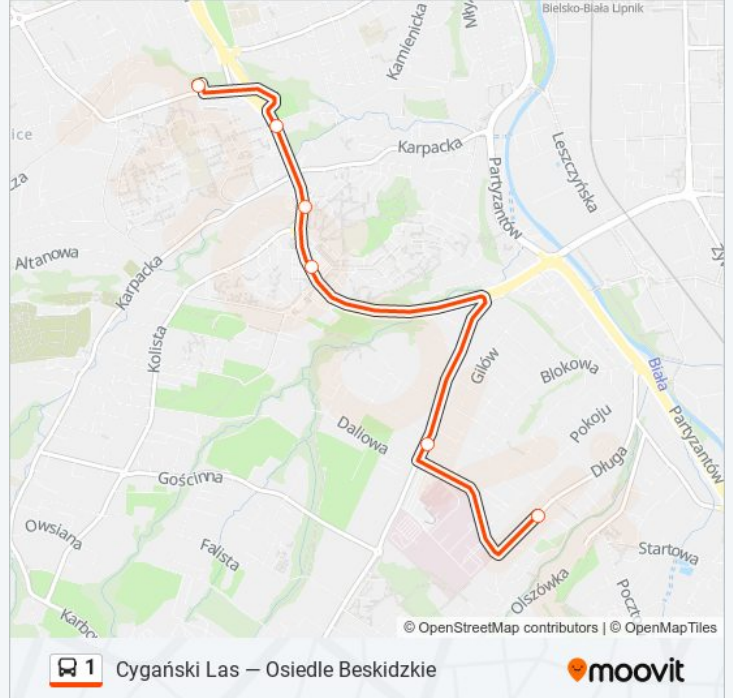 Bielsko-Biała Lipnik
Kamienicka
Karpacka
Leszczyńska
Partyzantów
Altanowa
Karpacka
Kolista
Gilów
Blokowa
Biała
Pokoju
Partyzantów
Daliowa
Długa
Gościnna
Owsiana
Falista
Startowa
Olszówka
© OpenStreetMap contributors | © OpenMapTiles
1 Cygański Las — Osiedle Beskidzkie
moovit